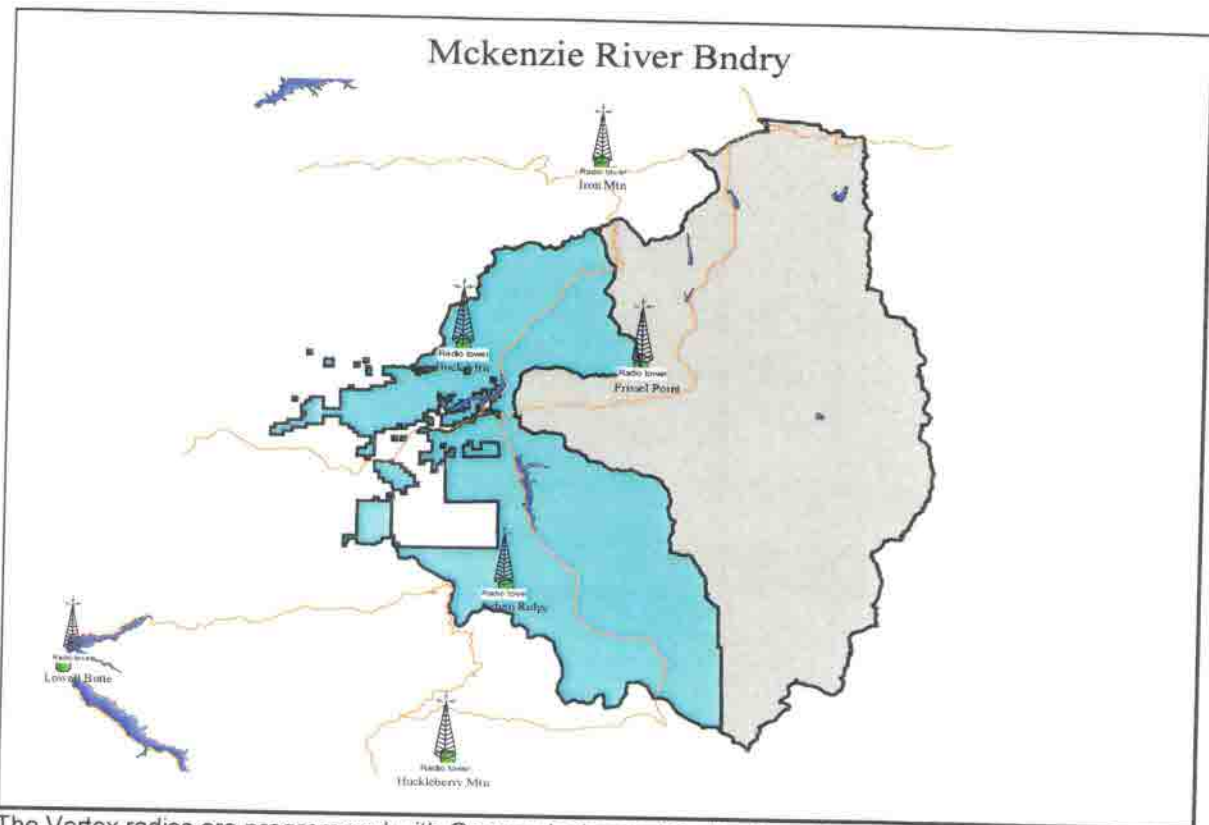 Mckenzie River Bndry
Radio tower
Iron Mtn
Radio tower
Radio tower
Frissel Point
Radio tower
Ridge
Radio tower
Lowell Butte
Radio tower
Huckleberry Mtn
The Vertex radios are programmed with